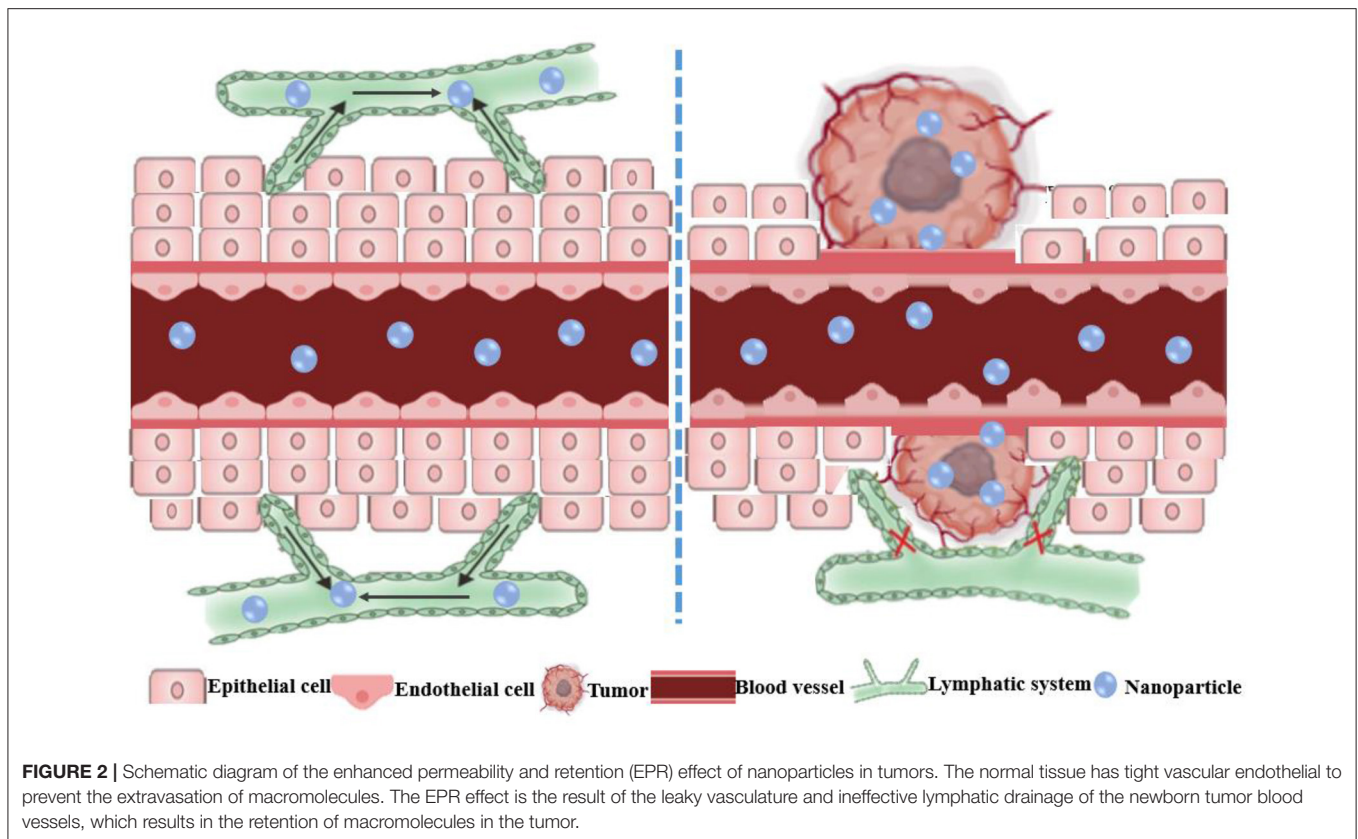 Epithelial cell Endothelial cell Tumor Blood vessel Lymphatic system Nanoparticle
FIGURE 2 | Schematic diagram of the enhanced permeability and retention (EPR) effect of nanoparticles in tumors. The normal tissue has tight vascular endothelial to
prevent the extravasation of macromolecules. The EPR effect is the result of the leaky vasculature and ineffective lymphatic drainage of the newborn tumor blood
vessels, which results in the retention of macromolecules in the tumor.